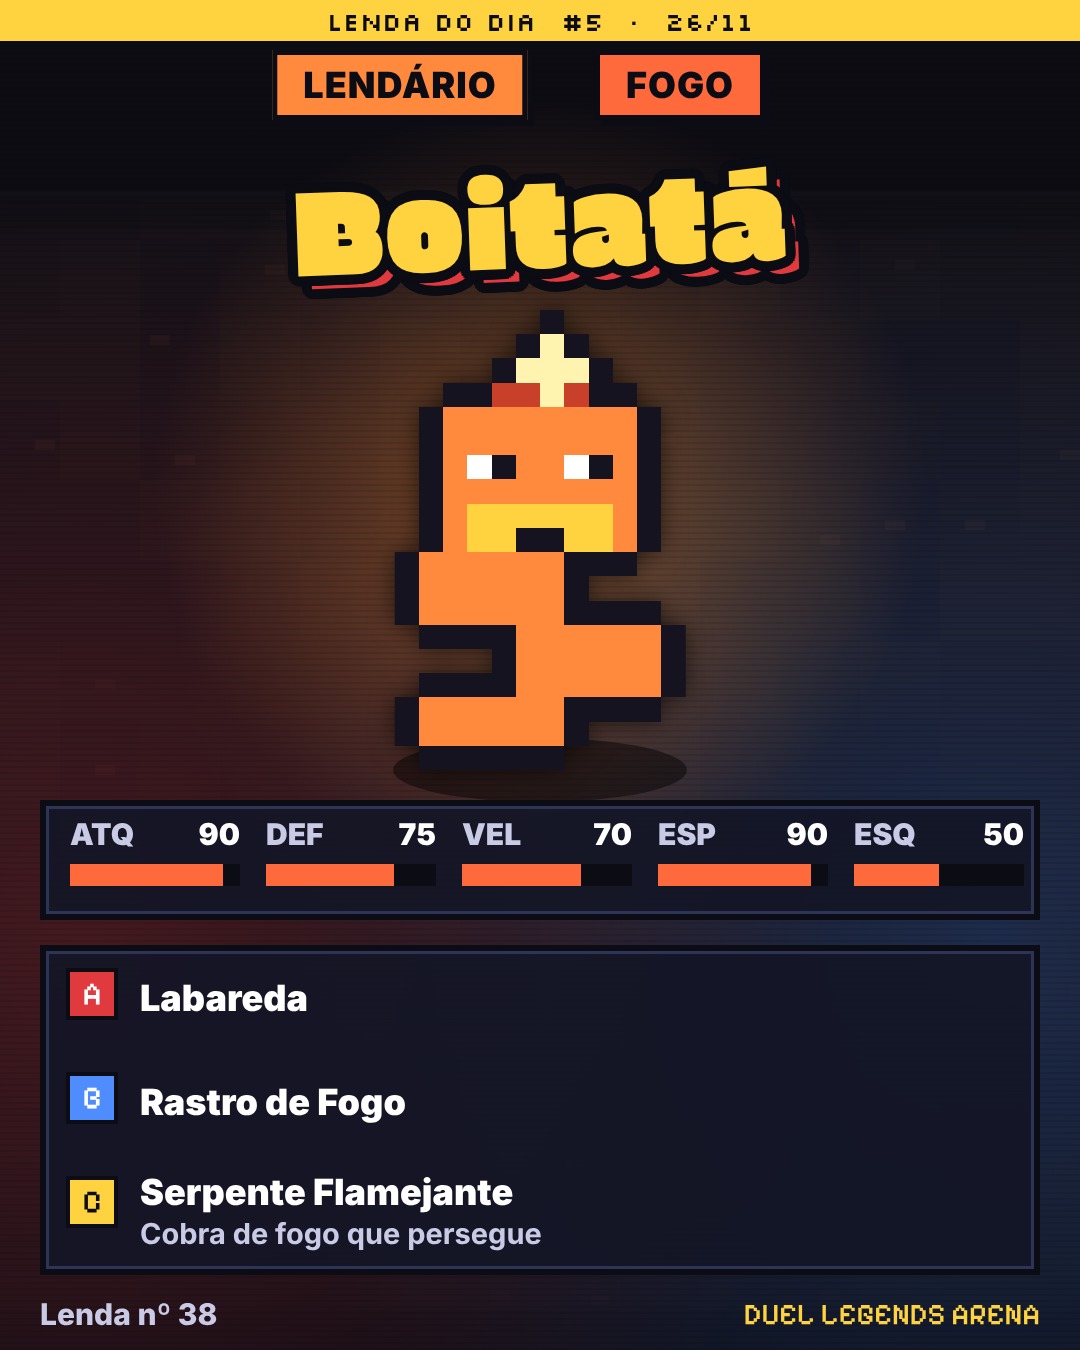 LENDA DO DIA #5 · 26/11
LENDÁRIO FOGO
Boitatá
ATQ 90 DEF 75 VEL 70 ESP 90 ESQ 50
A Labareda
B Rastro de Fogo
C Serpente Flamejante
Cobra de fogo que persegue
Lenda nº 38 DUEL LEGENDS ARENA